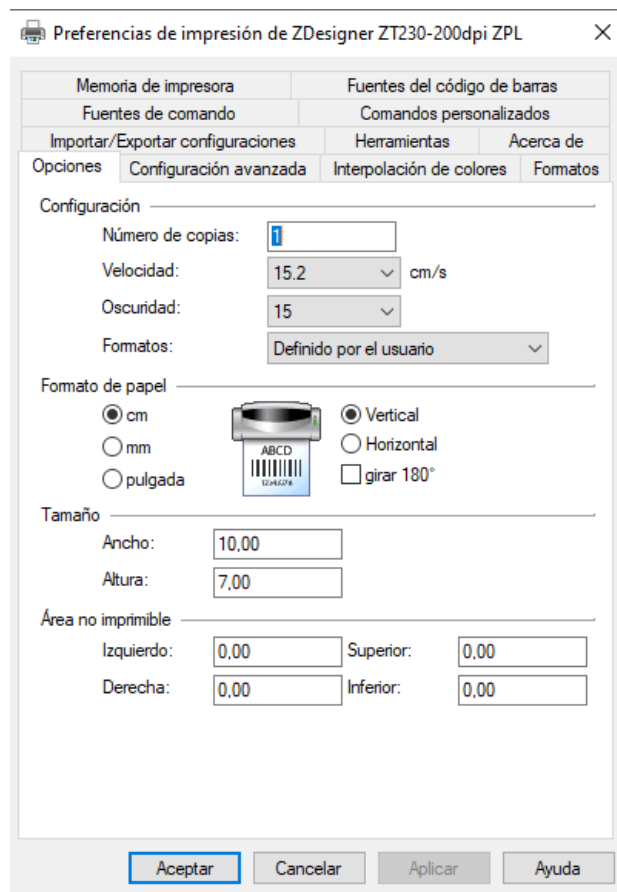 Preferencias de impresión de ZDesigner ZT230-200dpi ZPL
Memoria de impresora Fuentes del código de barras
Fuentes de comando Comandos personalizados
Importar/Exportar configuraciones Herramientas Acerca de
Opciones Configuración avanzada Interpolación de colores Formatos
Configuración
Número de copias: 1
Velocidad: 15.2 cm/s
Oscuridad: 15
Formatos: Definido por el usuario
Formato de papel
cm Vertical
mm Horizontal
pulgada girar 180°
ABCD
Tamaño
Ancho: 10,00
Altura: 7,00
Área no imprimible
Izquierdo: 0,00 Superior: 0,00
Derecha: 0,00 Inferior: 0,00
Aceptar Cancelar Aplicar Ayuda